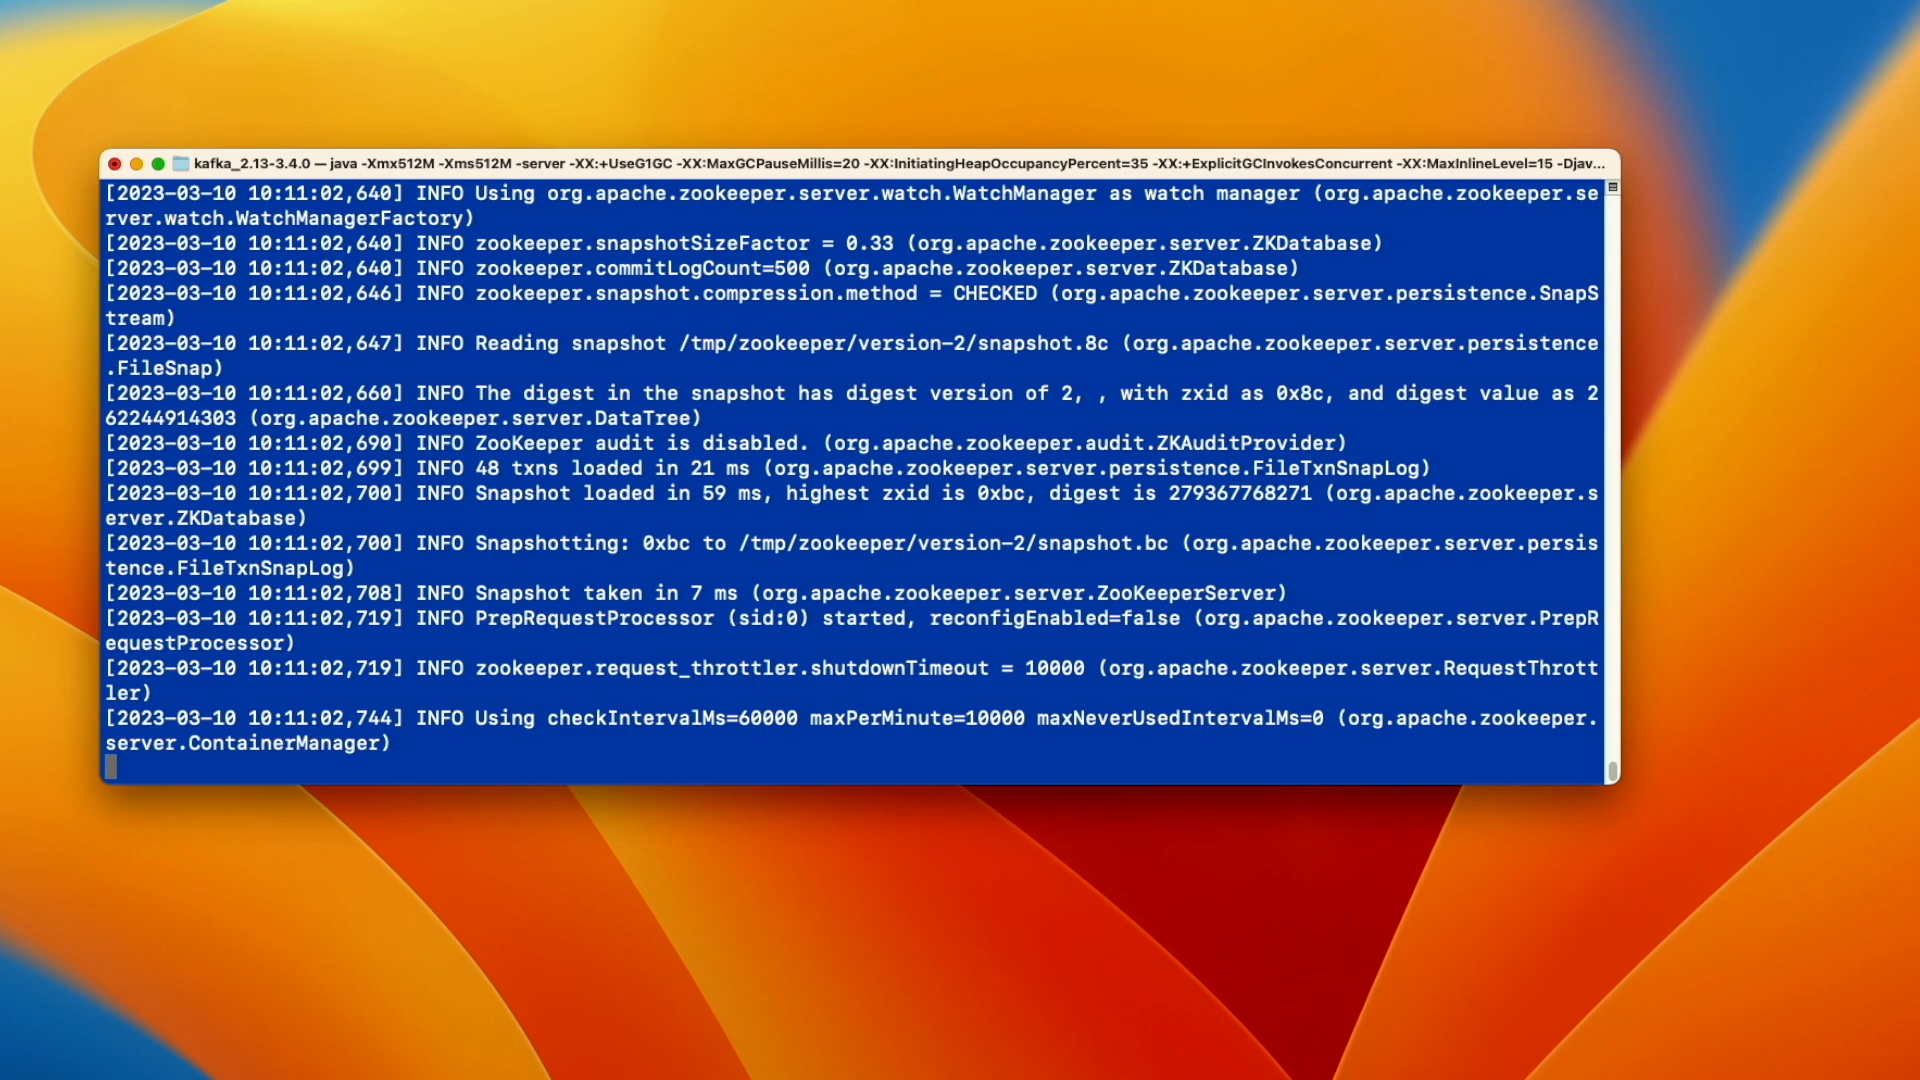 kafka_2.13-3.4.0 — java -Xmx512M -Xms512M -server -XX:+UseG1GC -XX:MaxGCPauseMillis=20 -XX:InitiatingHeapOccupancyPercent=35 -XX:+ExplicitGCInvokesConcurrent -XX:MaxInlineLevel=15 -Djav...
[2023-03-10 10:11:02,640] INFO Using org.apache.zookeeper.server.watch.WatchManager as watch manager (org.apache.zookeeper.se
rver.watch.WatchManagerFactory)
[2023-03-10 10:11:02,640] INFO zookeeper.snapshotSizeFactor = 0.33 (org.apache.zookeeper.server.ZKDatabase)
[2023-03-10 10:11:02,640] INFO zookeeper.commitLogCount=500 (org.apache.zookeeper.server.ZKDatabase)
[2023-03-10 10:11:02,646] INFO zookeeper.snapshot.compression.method = CHECKED (org.apache.zookeeper.server.persistence.SnapS
tream)
[2023-03-10 10:11:02,647] INFO Reading snapshot /tmp/zookeeper/version-2/snapshot.8c (org.apache.zookeeper.server.persistence
.FileSnap)
[2023-03-10 10:11:02,660] INFO The digest in the snapshot has digest version of 2, , with zxid as 0x8c, and digest value as 2
62244914303 (org.apache.zookeeper.server.DataTree)
[2023-03-10 10:11:02,690] INFO ZooKeeper audit is disabled. (org.apache.zookeeper.audit.ZKAuditProvider)
[2023-03-10 10:11:02,699] INFO 48 txns loaded in 21 ms (org.apache.zookeeper.server.persistence.FileTxnSnapLog)
[2023-03-10 10:11:02,700] INFO Snapshot loaded in 59 ms, highest zxid is 0xbc, digest is 279367768271 (org.apache.zookeeper.s
erver.ZKDatabase)
[2023-03-10 10:11:02,700] INFO Snapshotting: 0xbc to /tmp/zookeeper/version-2/snapshot.bc (org.apache.zookeeper.server.persis
tence.FileTxnSnapLog)
[2023-03-10 10:11:02,708] INFO Snapshot taken in 7 ms (org.apache.zookeeper.server.ZooKeeperServer)
[2023-03-10 10:11:02,719] INFO PrepRequestProcessor (sid:0) started, reconfigEnabled=false (org.apache.zookeeper.server.PrepR
equestProcessor)
[2023-03-10 10:11:02,719] INFO zookeeper.request_throttler.shutdownTimeout = 10000 (org.apache.zookeeper.server.RequestThrott
ler)
[2023-03-10 10:11:02,744] INFO Using checkIntervalMs=60000 maxPerMinute=10000 maxNeverUsedIntervalMs=0 (org.apache.zookeeper.
server.ContainerManager)